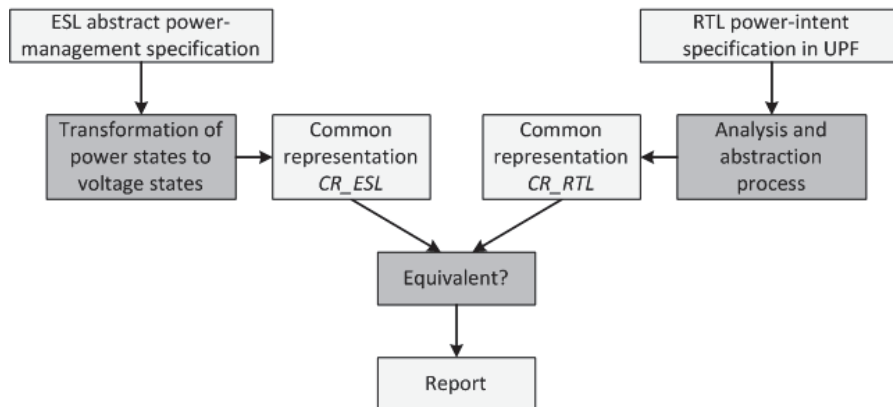 ESL abstract power-
management specification
RTL power-intent
specification in UPF
Transformation of
power states to
voltage states
Common
representation
CR_ESL
Common
representation
CR_RTL
Analysis and
abstraction
process
Equivalent?
Report